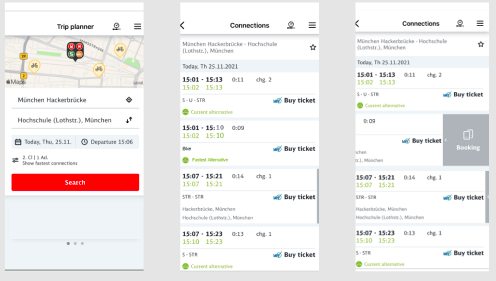 Trip planner
Maps
München Hackerbrücke
Hochschule (Lothstr.), München
Today, Thu, 25.11.
Departure 15:06
2. Cl | 1 Ad.
Show fastest connections
Search
Connections
München Hackerbrücke - Hochschule
(Lothstr.), München
Today, Th 25.11.2021
15:01 - 15:13 0:11 chg. 2
15:02 15:13
S - U - STR Buy ticket
Current alternative
15:01 - 15:10 0:09
15:02 15:10
Bike
Fastest Alternative
15:07 - 15:21 0:14 chg. 1
15:07 15:21
STR - STR Buy ticket
Hackerbrücke, München
Hochschule (Lothstr.), München
15:07 - 15:23 0:13 chg. 1
15:10 15:23
S - STR Buy ticket
Current alternative
Connections
München Hackerbrücke - Hochschule
(Lothstr.), München
Today, Th 25.11.2021
15:01 - 15:13 0:11 chg. 2
15:02 15:13
S - U - STR Buy ticket
Current alternative
0:09
Buy ticket
Booking
15:07 - 15:21 0:14 chg. 1
15:07 15:21
STR - STR Buy ticket
Hackerbrücke, München
Hochschule (Lothstr.), München
15:07 - 15:23 0:13 chg. 1
15:10 15:23
S - STR Buy ticket
Current alternative